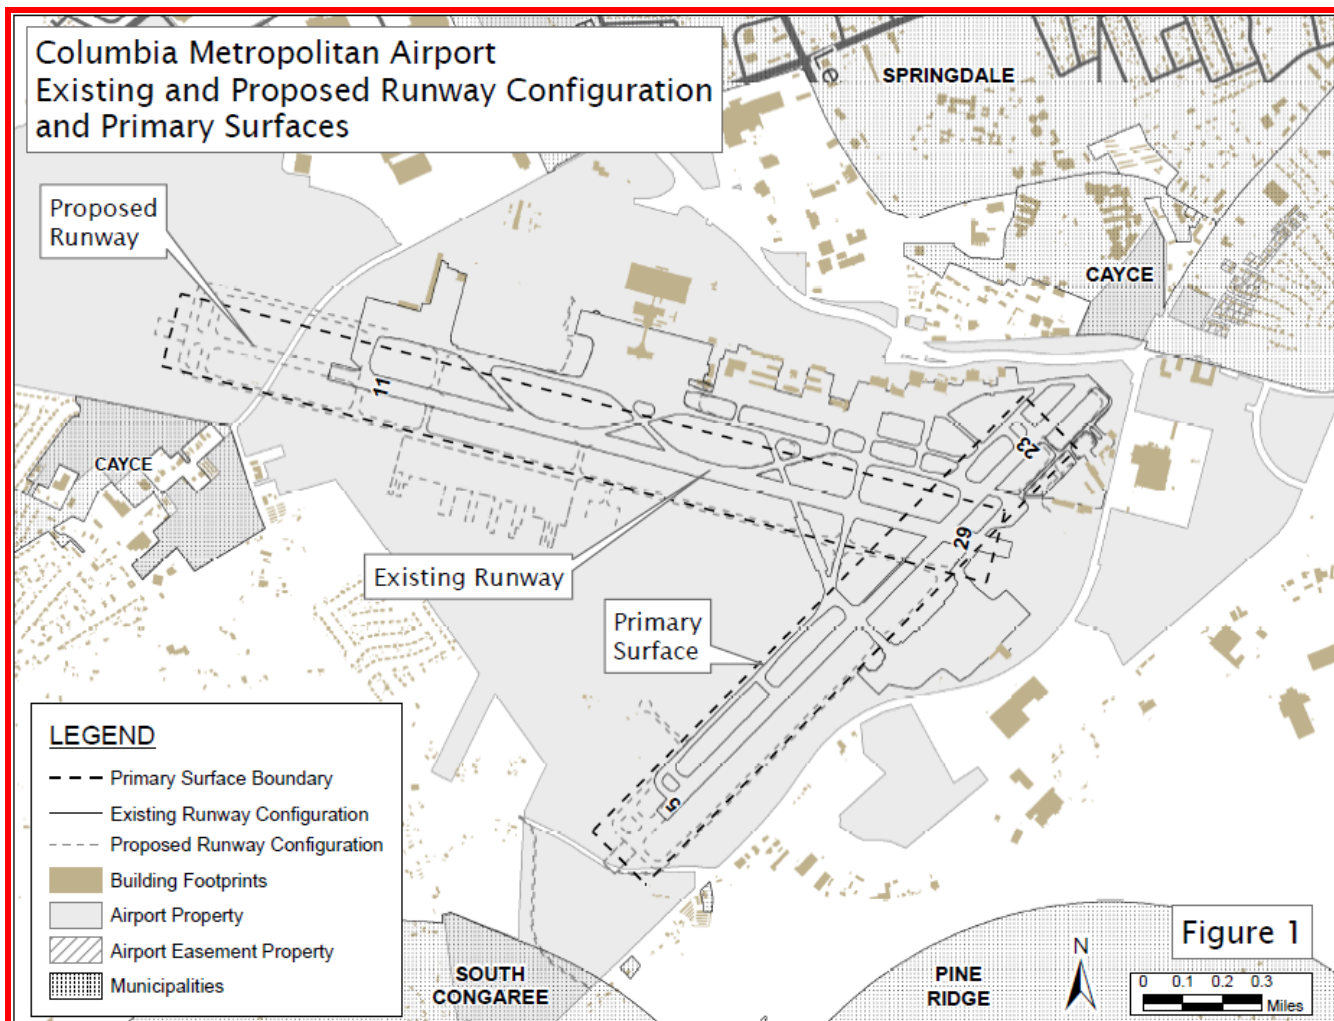 Columbia Metropolitan Airport
Existing and Proposed Runway Configuration
and Primary Surfaces
SPRINGDALE
Proposed
Runway
CAYCE
11
23
CAYCE
29
Existing Runway
Primary
Surface
5
LEGEND
Primary Surface Boundary
Existing Runway Configuration
Proposed Runway Configuration
Building Footprints
Airport Property
Airport Easement Property
Municipalities
SOUTH
CONGAREE
PINE
RIDGE
N
Figure 1
0 0.1 0.2 0.3
Miles